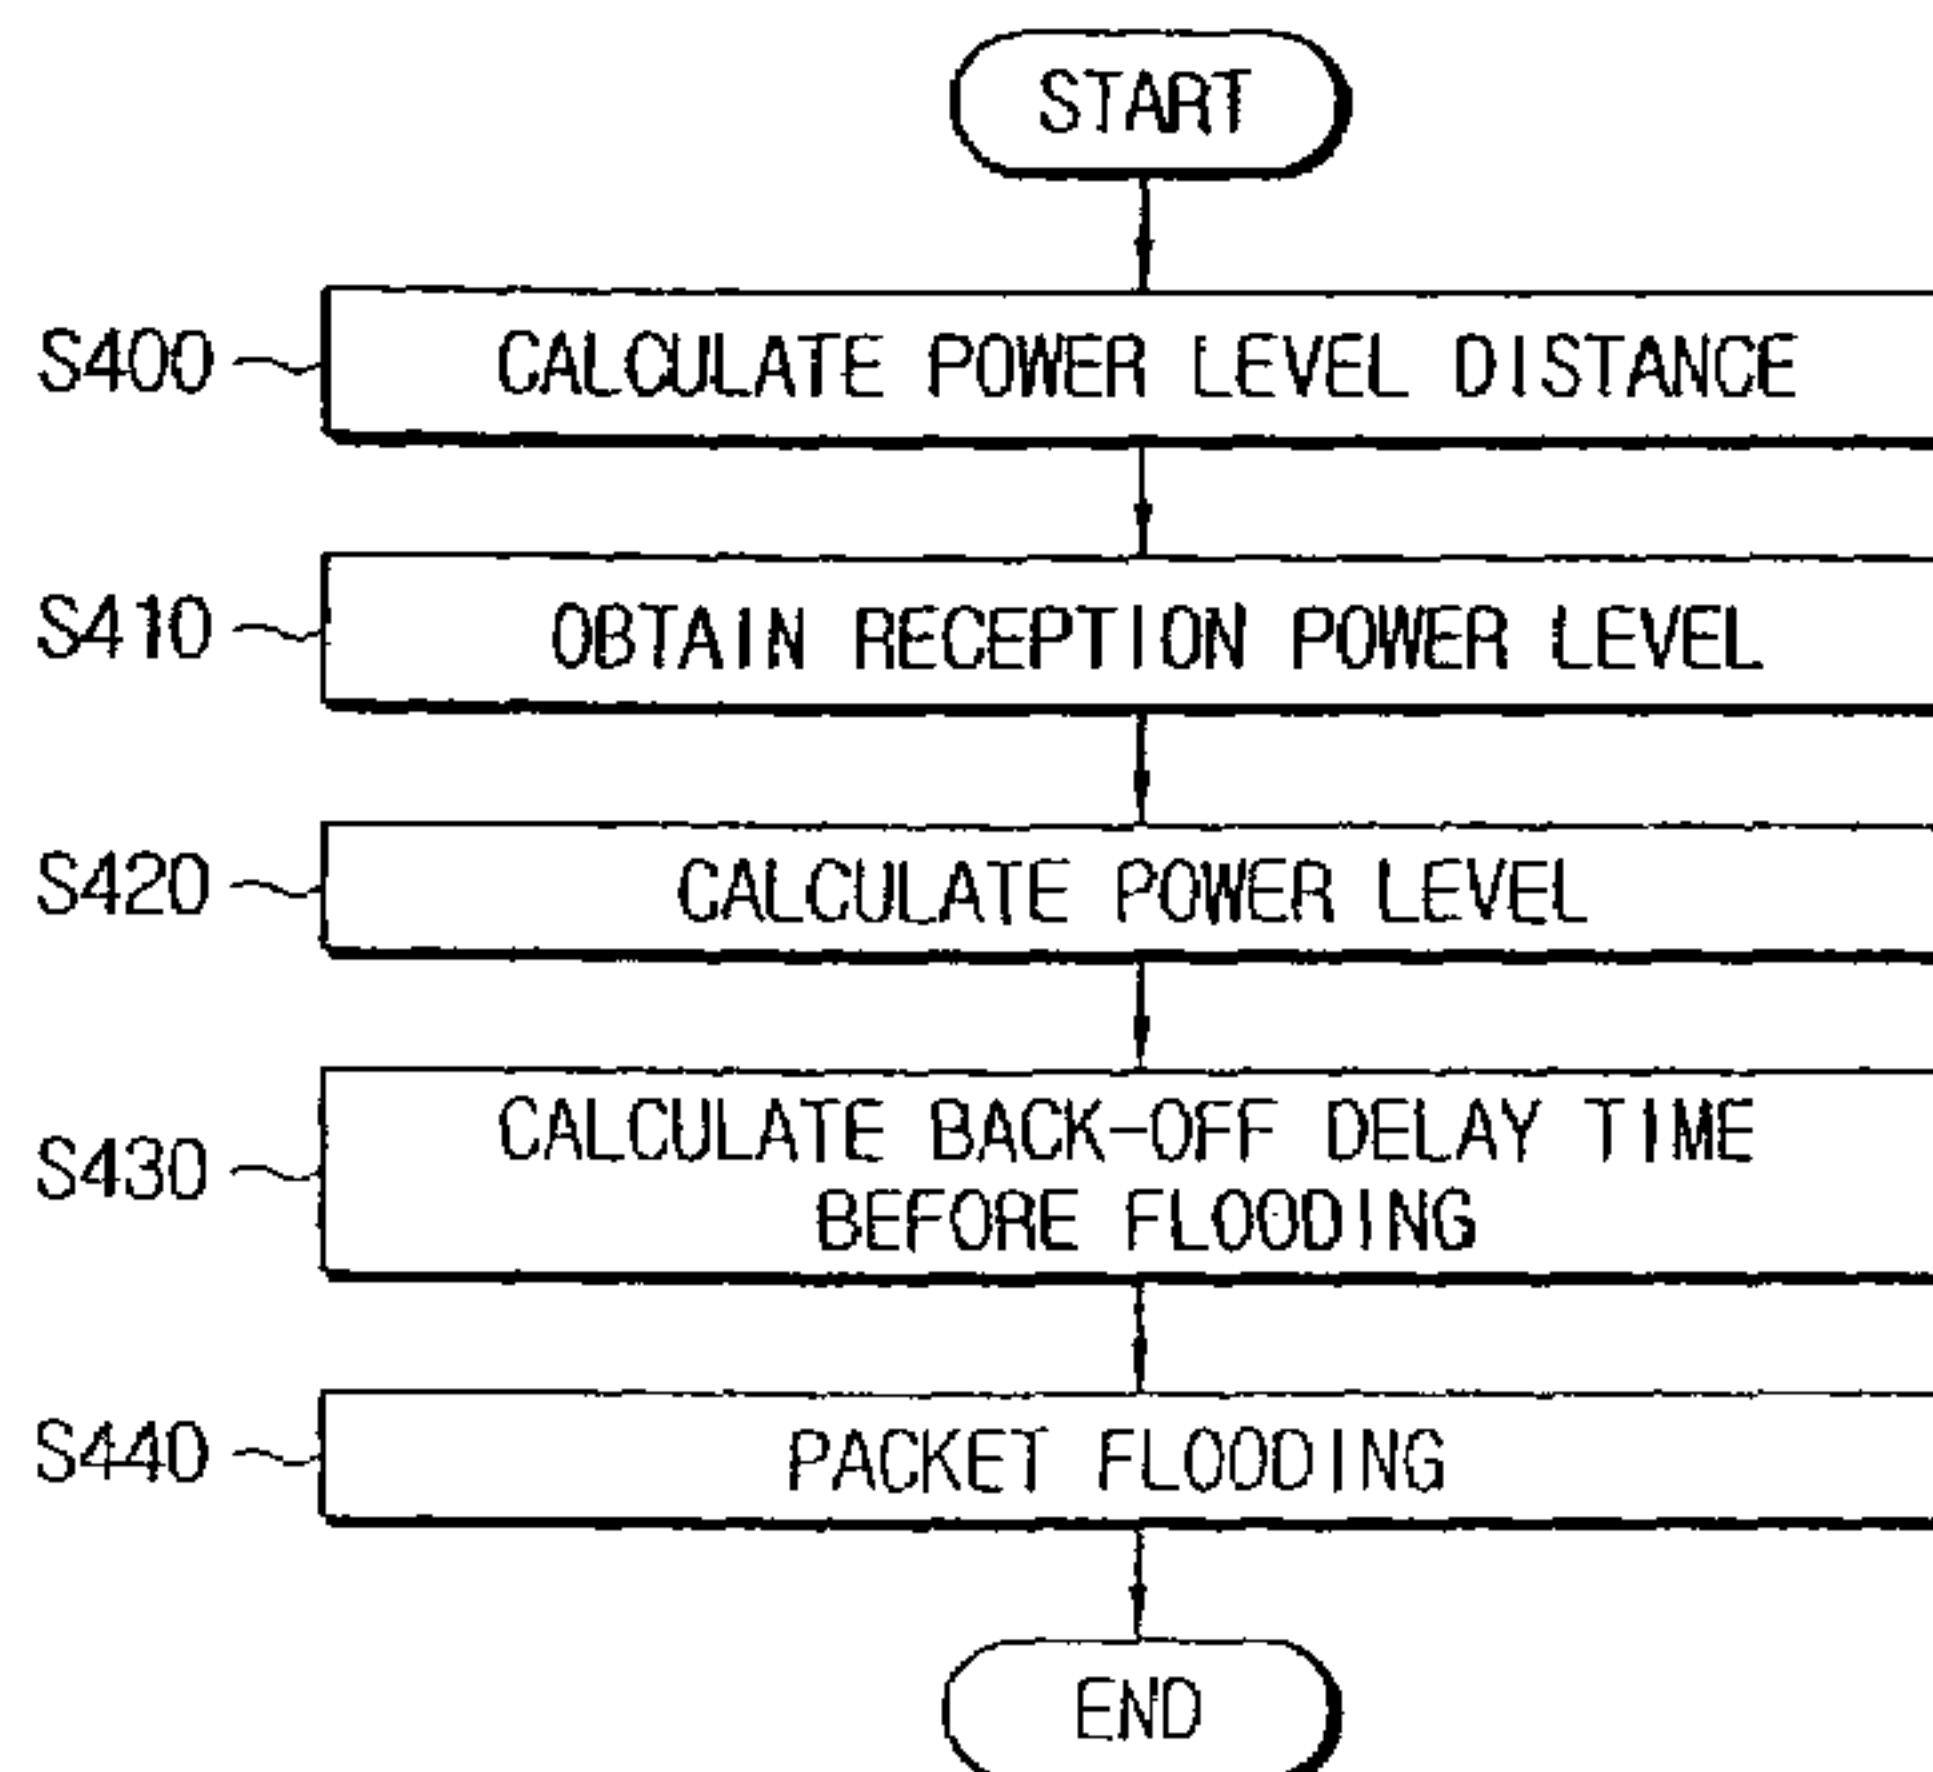 START
S400 CALCULATE POWER LEVEL DISTANCE
S410 OBTAIN RECEPTION POWER LEVEL
S420 CALCULATE POWER LEVEL
S430 CALCULATE BACK-OFF DELAY TIME
BEFORE FLOODING
S440 PACKET FLOODING
END